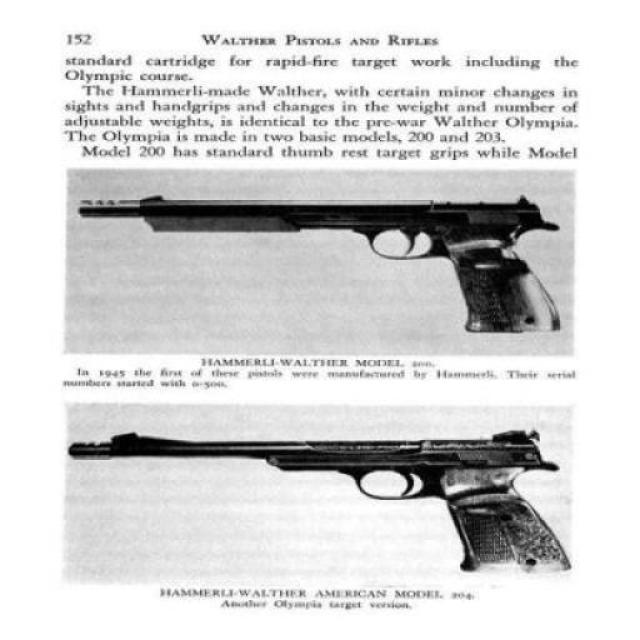 152 WALTHER PISTOLS AND RIFLES
standard cartridge for rapid-fire target work including the
Olympic course.
The Hammerli-made Walther, with certain minor changes in
sights and handgrips and changes in the weight and number of
adjustable weights, is identical to the pre-war Walther Olympia.
The Olympia is made in two basic models, 200 and 203.
Model 200 has standard thumb rest target grips while Model
HAMMERLI-WALTHER MODEL 200.
In 1945 the first of these pistols were manufactured by Hammerli. Their serial
numbers started with 0-500.
HAMMERLI-WALTHER AMERICAN MODEL 204.
Another Olympia target version.